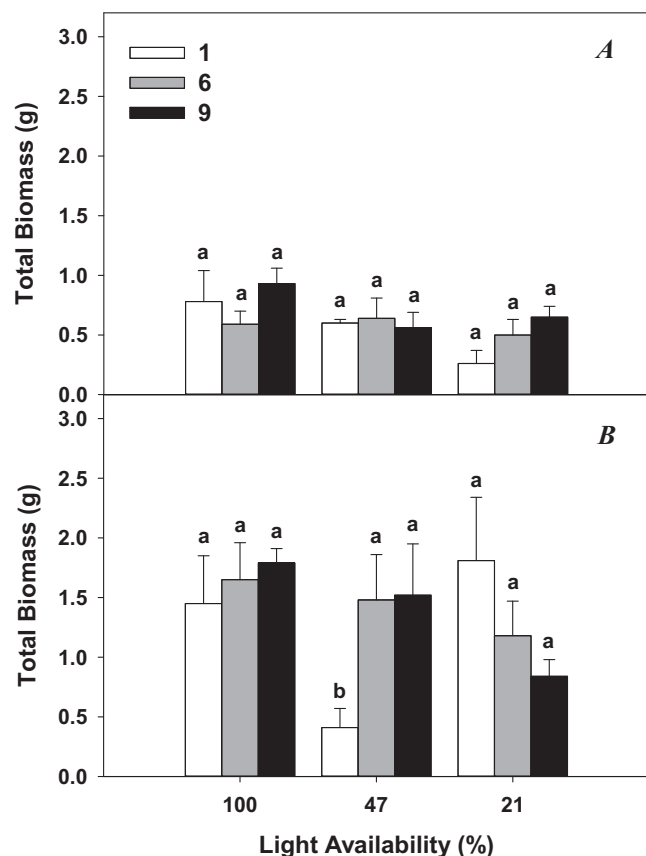 A
1
6
9
3.0
2.5
2.0
1.5
1.0
0.5
0.0
Total Biomass (g)
a a a a a a a a a
B
3.0
2.5
2.0
1.5
1.0
0.5
0.0
Total Biomass (g)
a a a b a a a a a
100 47 21
Light Availability (%)